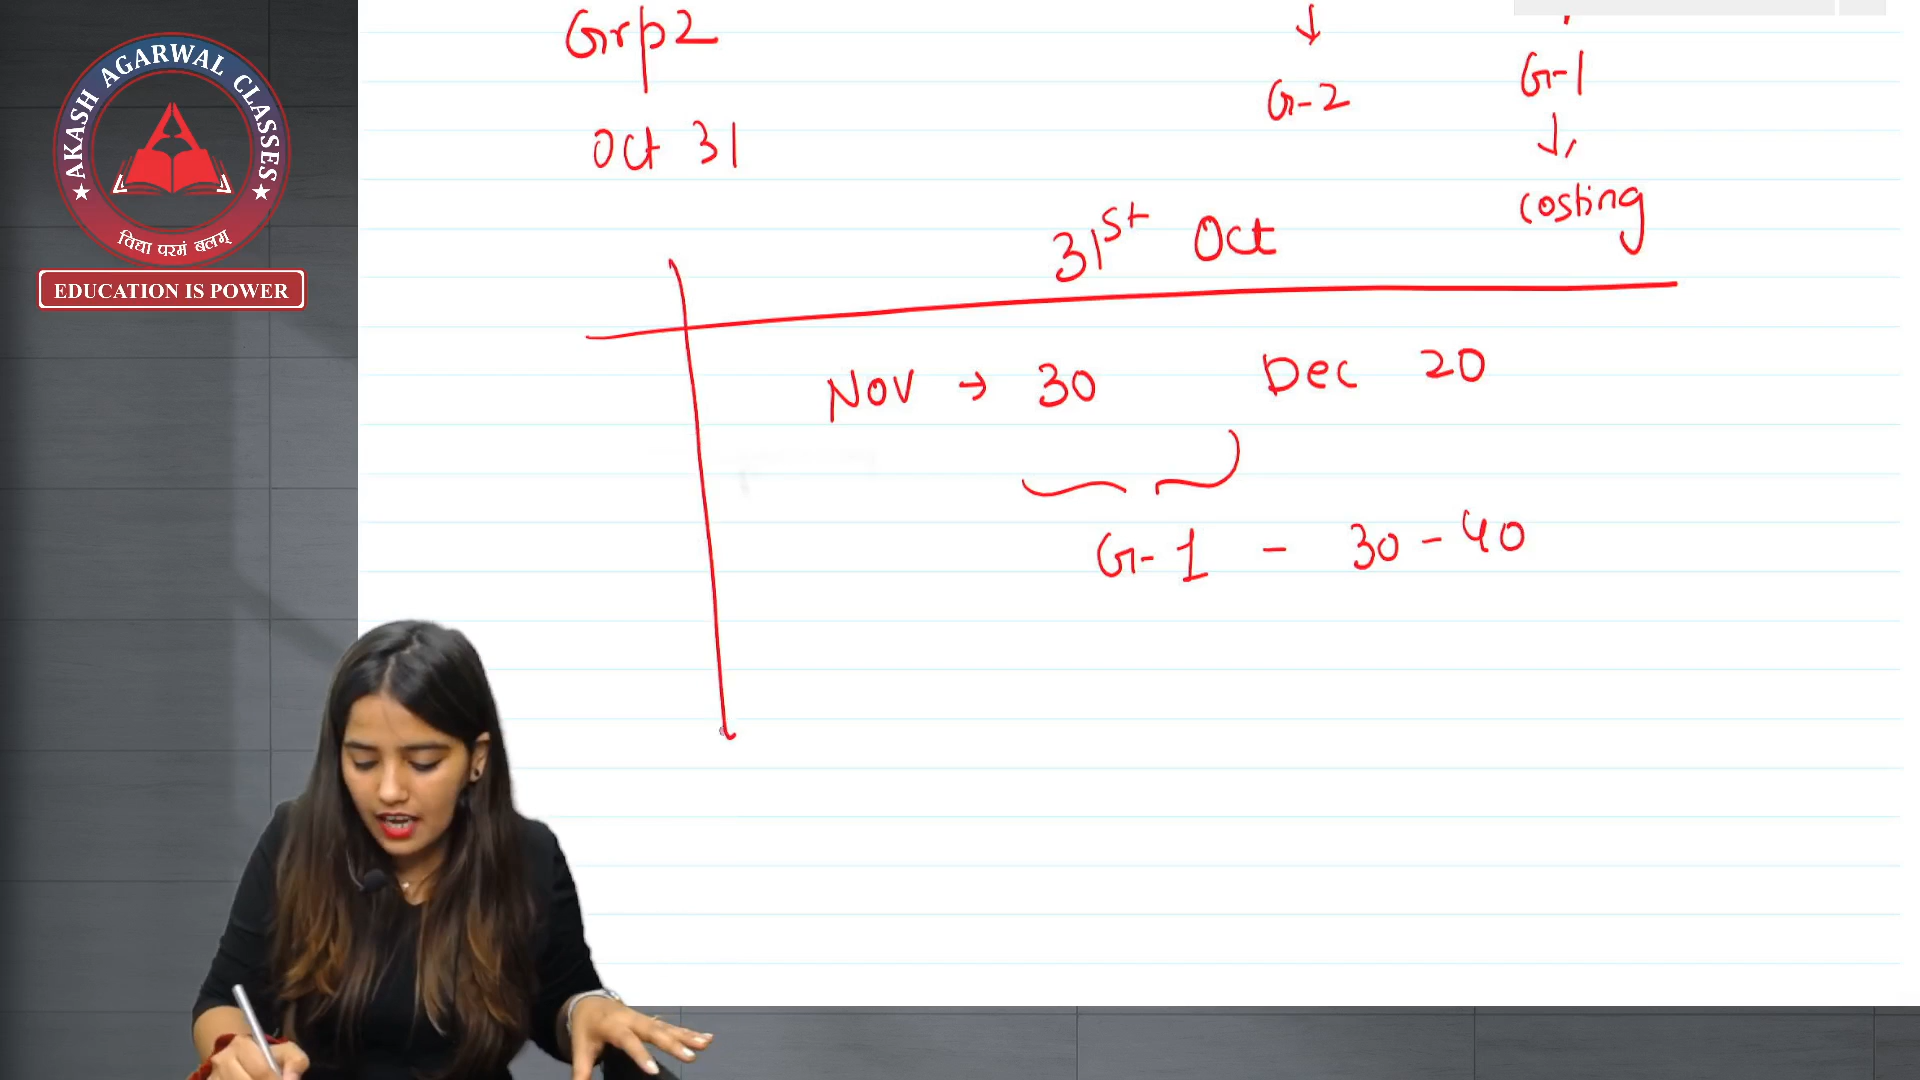 AKASH AGARWAL CLASSES
विद्या परमं बलम्
EDUCATION IS POWER
Grp2
Oct 31
G-2
G-1
costing
31st Oct
Nov → 30 Dec 20
G-1 - 30-40